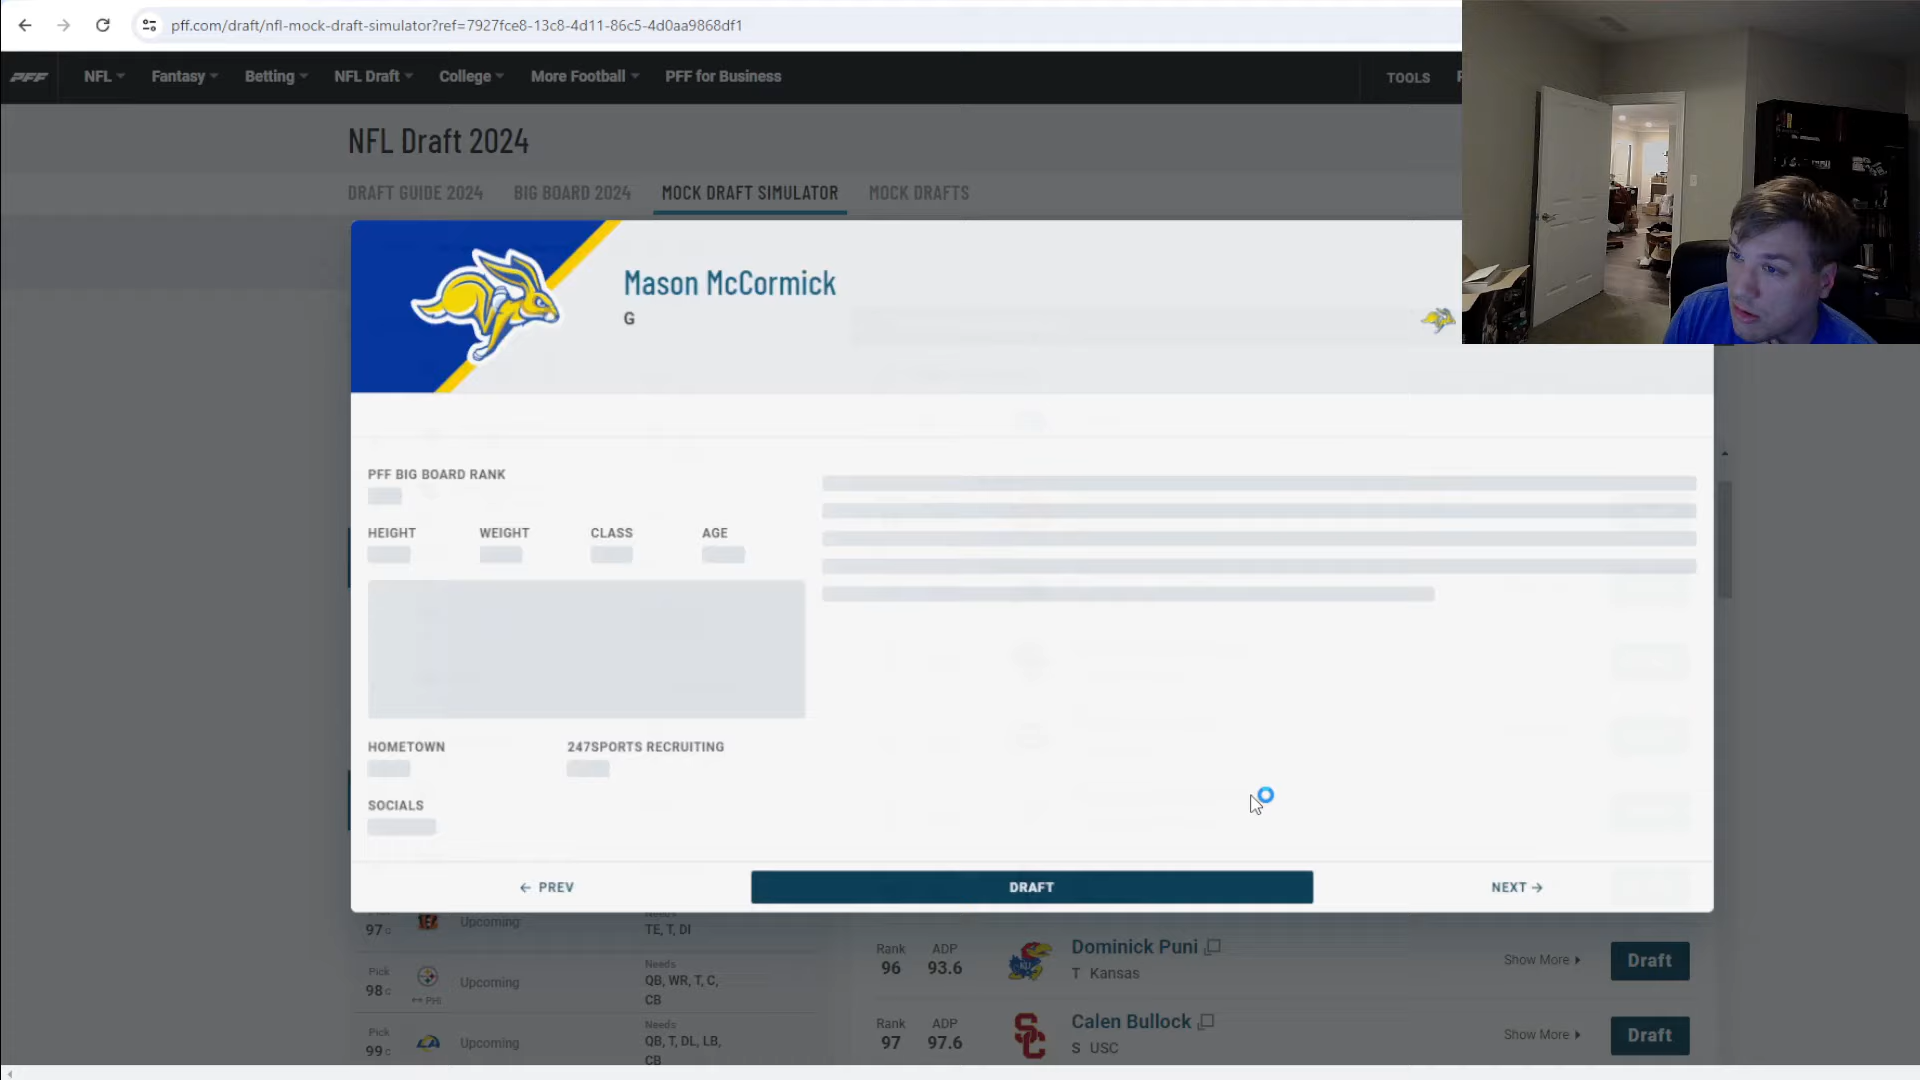 pff.com/draft/nfl-mock-draft-simulator?ref=7927fce8-13c8-4d11-86c5-4d0aa9868df1
PFF NFL Fantasy Betting NFL Draft College More Football PFF for Business TOOLS
NFL Draft 2024
DRAFT GUIDE 2024 BIG BOARD 2024 MOCK DRAFT SIMULATOR MOCK DRAFTS
Mason McCormick
G
PFF BIG BOARD RANK
HEIGHT WEIGHT CLASS AGE
HOMETOWN 247SPORTS RECRUITING
SOCIALS
← PREV DRAFT NEXT →
Needs
97 c Upcoming TE, T, DI
Pick Needs
98 c Upcoming QB, WR, T, C,
↔ PHI CB
Pick Needs
99 c Upcoming QB, T, DL, LB,
CB
Rank ADP Dominick Puni Show More Draft
96 93.6 T Kansas
Rank ADP Calen Bullock Show More Draft
97 97.6 S USC